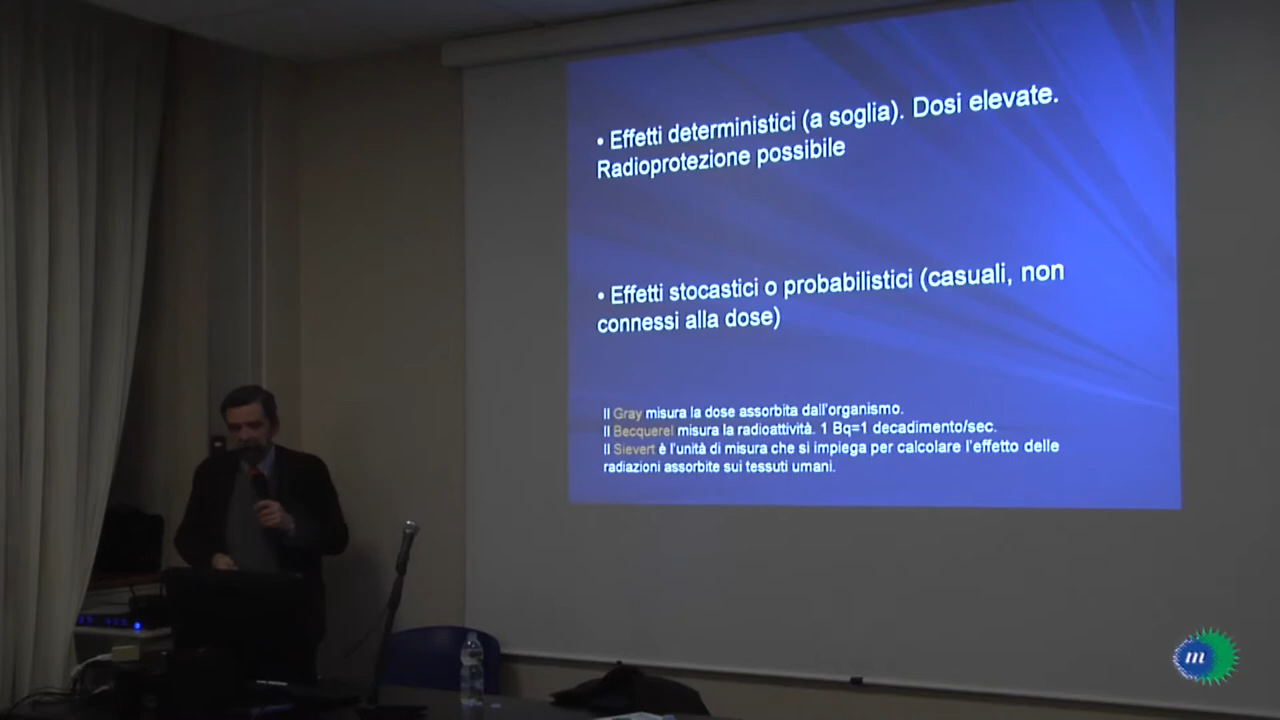 • Effetti deterministici (a soglia). Dosi elevate.
Radioprotezione possibile
• Effetti stocastici o probabilistici (casuali, non
connessi alla dose)
Il Gray misura la dose assorbita dall'organismo.
Il Becquerel misura la radioattività. 1 Bq=1 decadimento/sec.
Il Sievert è l'unità di misura che si impiega per calcolare l'effetto delle
radiazioni assorbite sui tessuti umani.
m